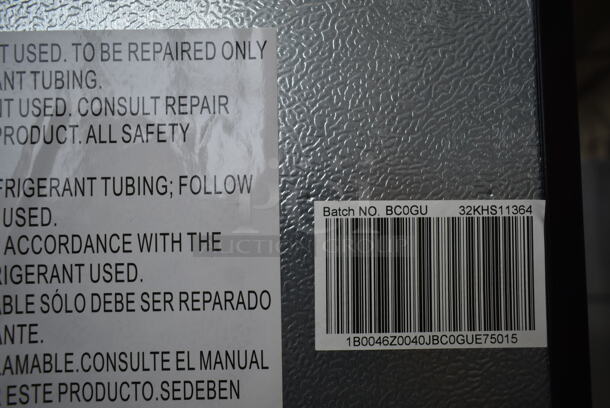 T USED. TO BE REPAIRED ONLY
ANT TUBING.
T USED. CONSULT REPAIR
PRODUCT. ALL SAFETY
FRIGERANT TUBING; FOLLOW
USED.
ACCORDANCE WITH THE
RIGERANT USED.
ABLE SÓLO DEBE SER REPARADO
ANTE.
LAMABLE.CONSULTE EL MANUAL
ESTE PRODUCTO.SEDEBEN
Batch NO. BC0GU 32KHS11364
1B0046Z0040JBC0GUE75015
AUCTION GROUP